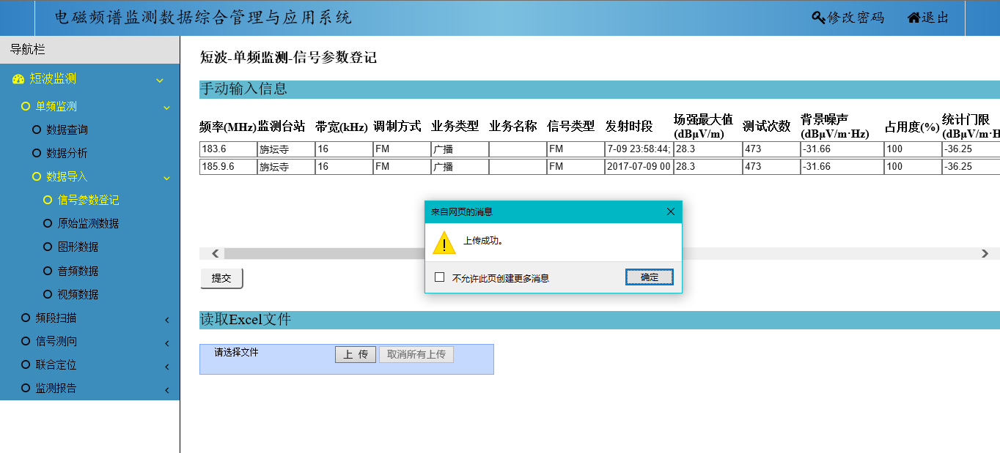 电磁频谱监测数据综合管理与应用系统
修改密码 退出
导航栏
短波监测
单频监测
数据查询
数据分析
数据导入
信号参数登记
原始监测数据
图形数据
音频数据
视频数据
频段扫描
信号测向
联合定位
监测报告
短波-单频监测-信号参数登记
手动输入信息
频率(MHz) 监测台站 带宽(kHz) 调制方式 业务类型 业务名称 信号类型 发射时段 场强最大值(dBμV/m) 测试次数 背景噪声(dBμV/m·Hz) 占用度(%) 统计门限(dBμV/m·H
183.6 旃坛寺 16 FM 广播 FM 7-09 23:58:44; 28.3 473 -31.66 100 -36.25
185.9.6 旃坛寺 16 FM 广播 FM 2017-07-09 00 28.3 473 -31.66 100 -36.25
来自网页的消息
上传成功。
不允许此页创建更多消息 确定
提交
读取Excel文件
请选择文件 上 传 取消所有上传